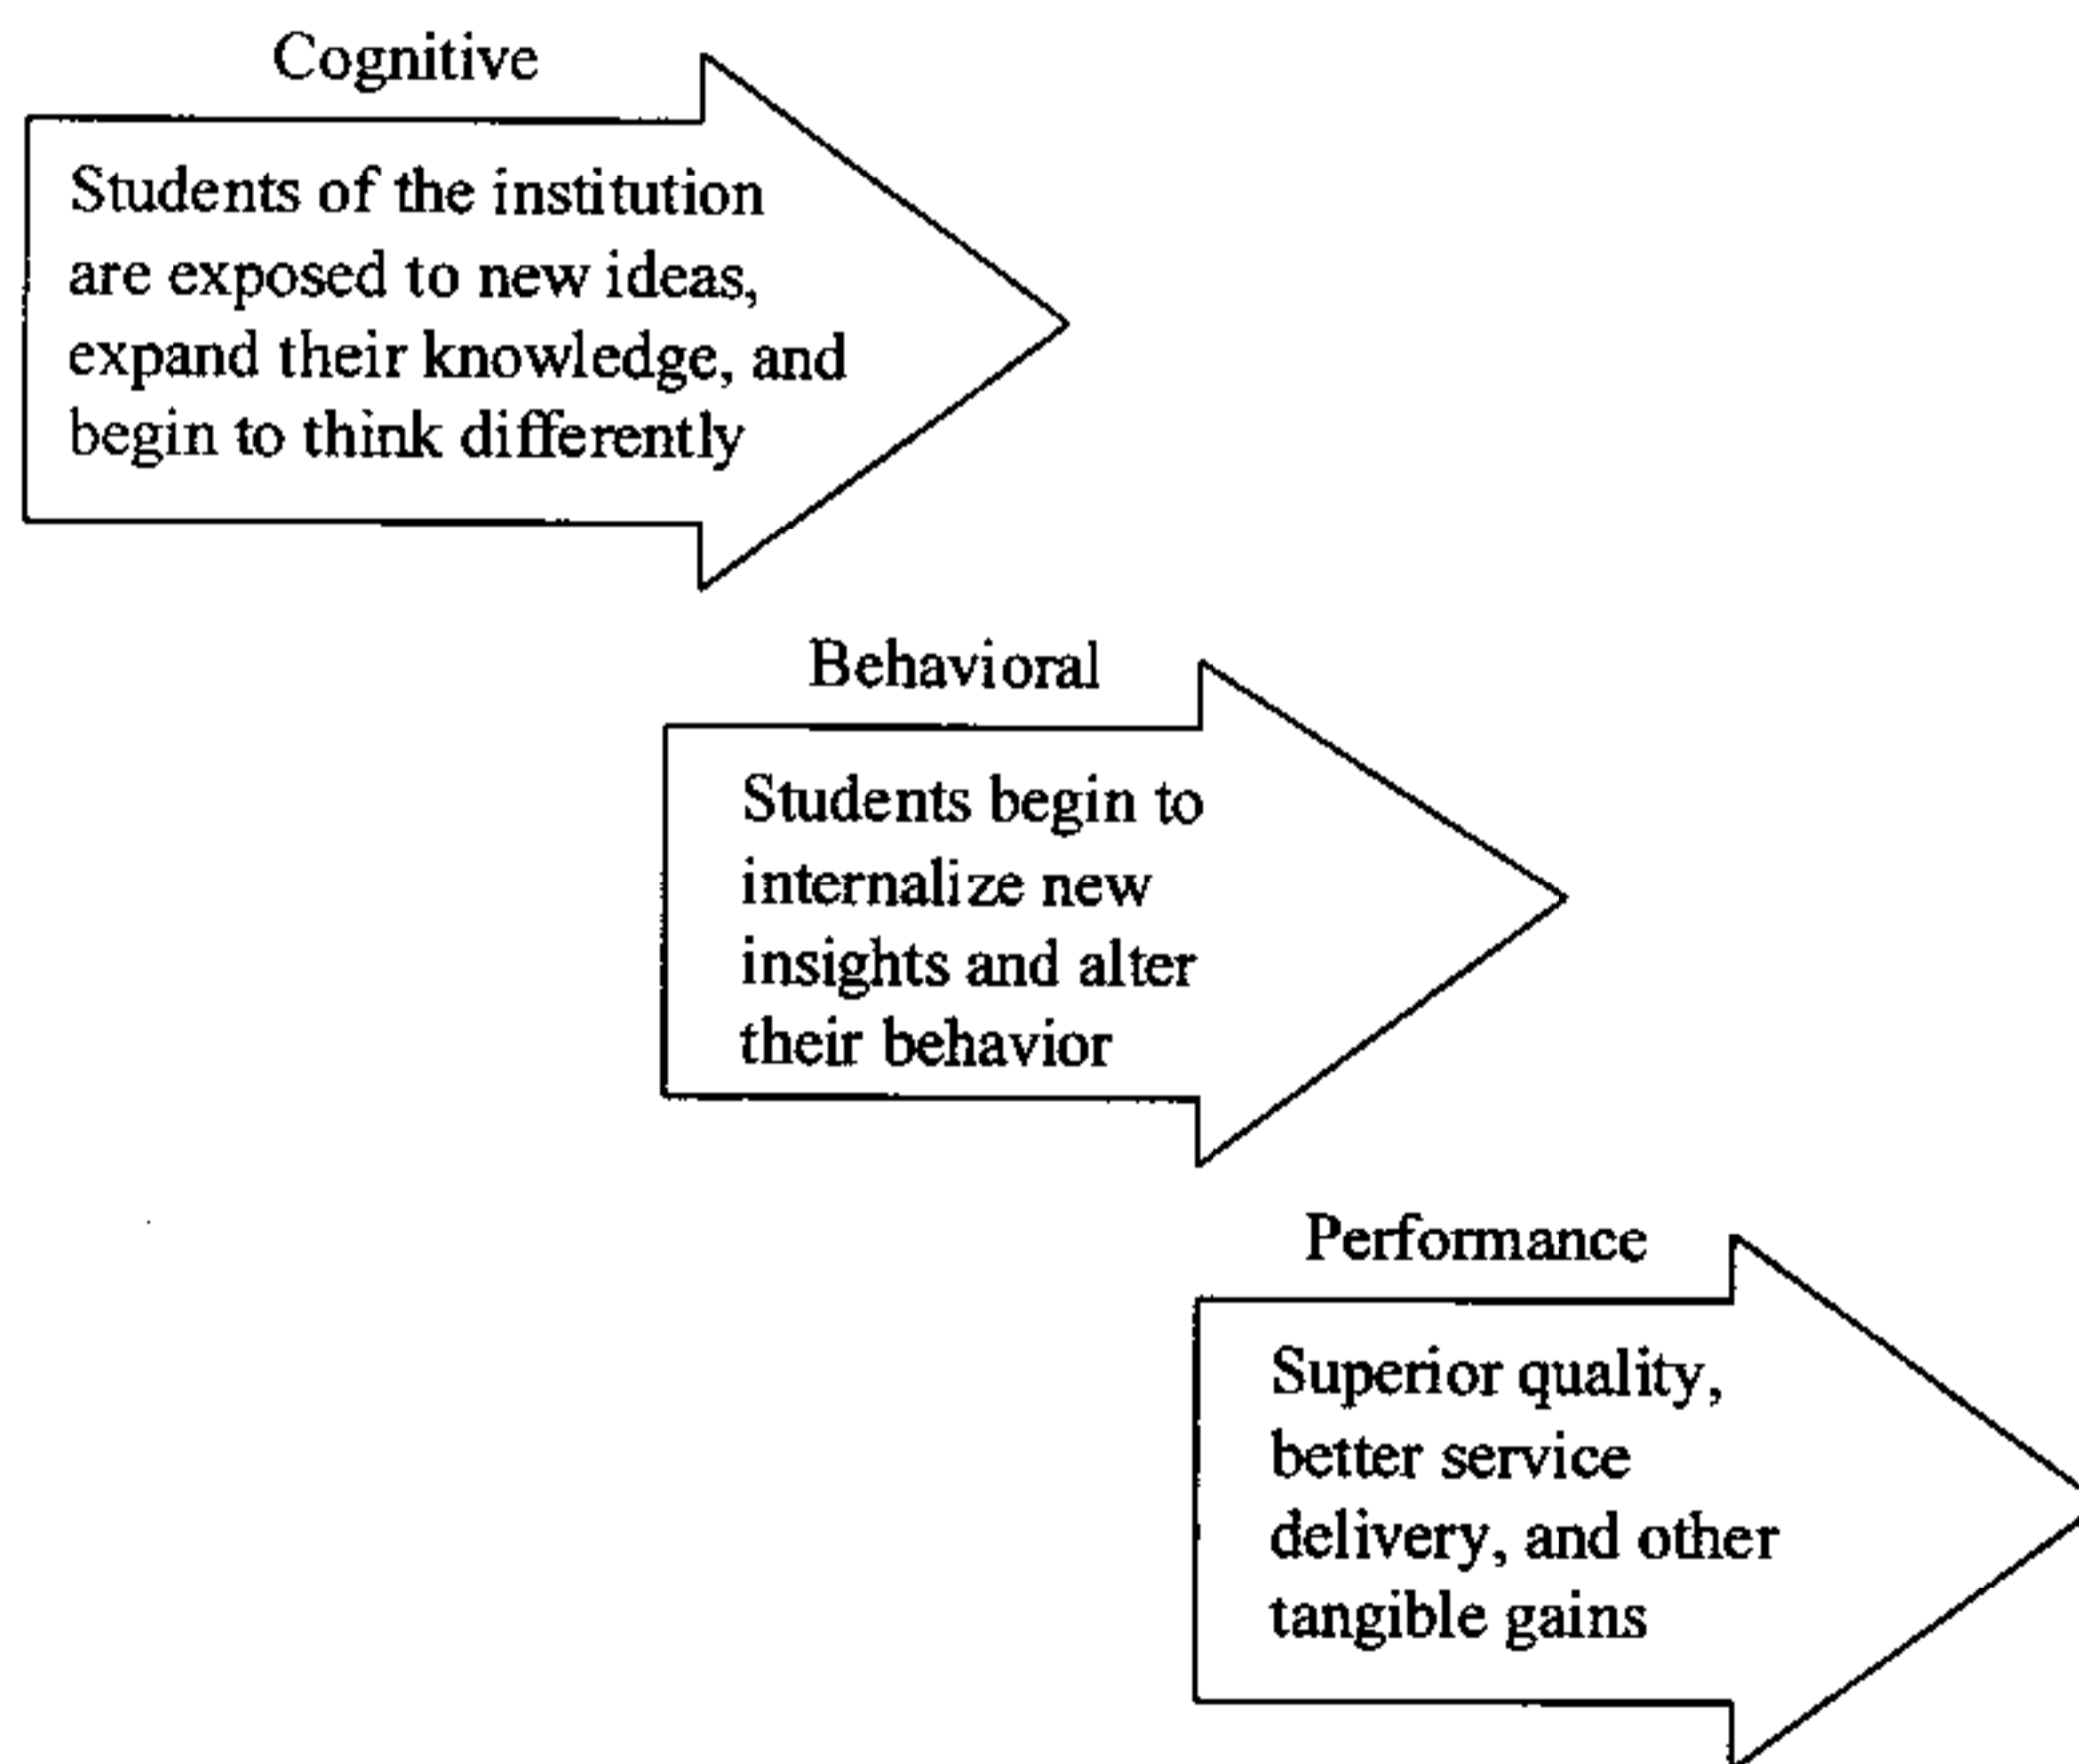 Cognitive
Students of the institution
are exposed to new ideas,
expand their knowledge, and
begin to think differently
Behavioral
Students begin to
internalize new
insights and alter
their behavior
Performance
Superior quality,
better service
delivery, and other
tangible gains